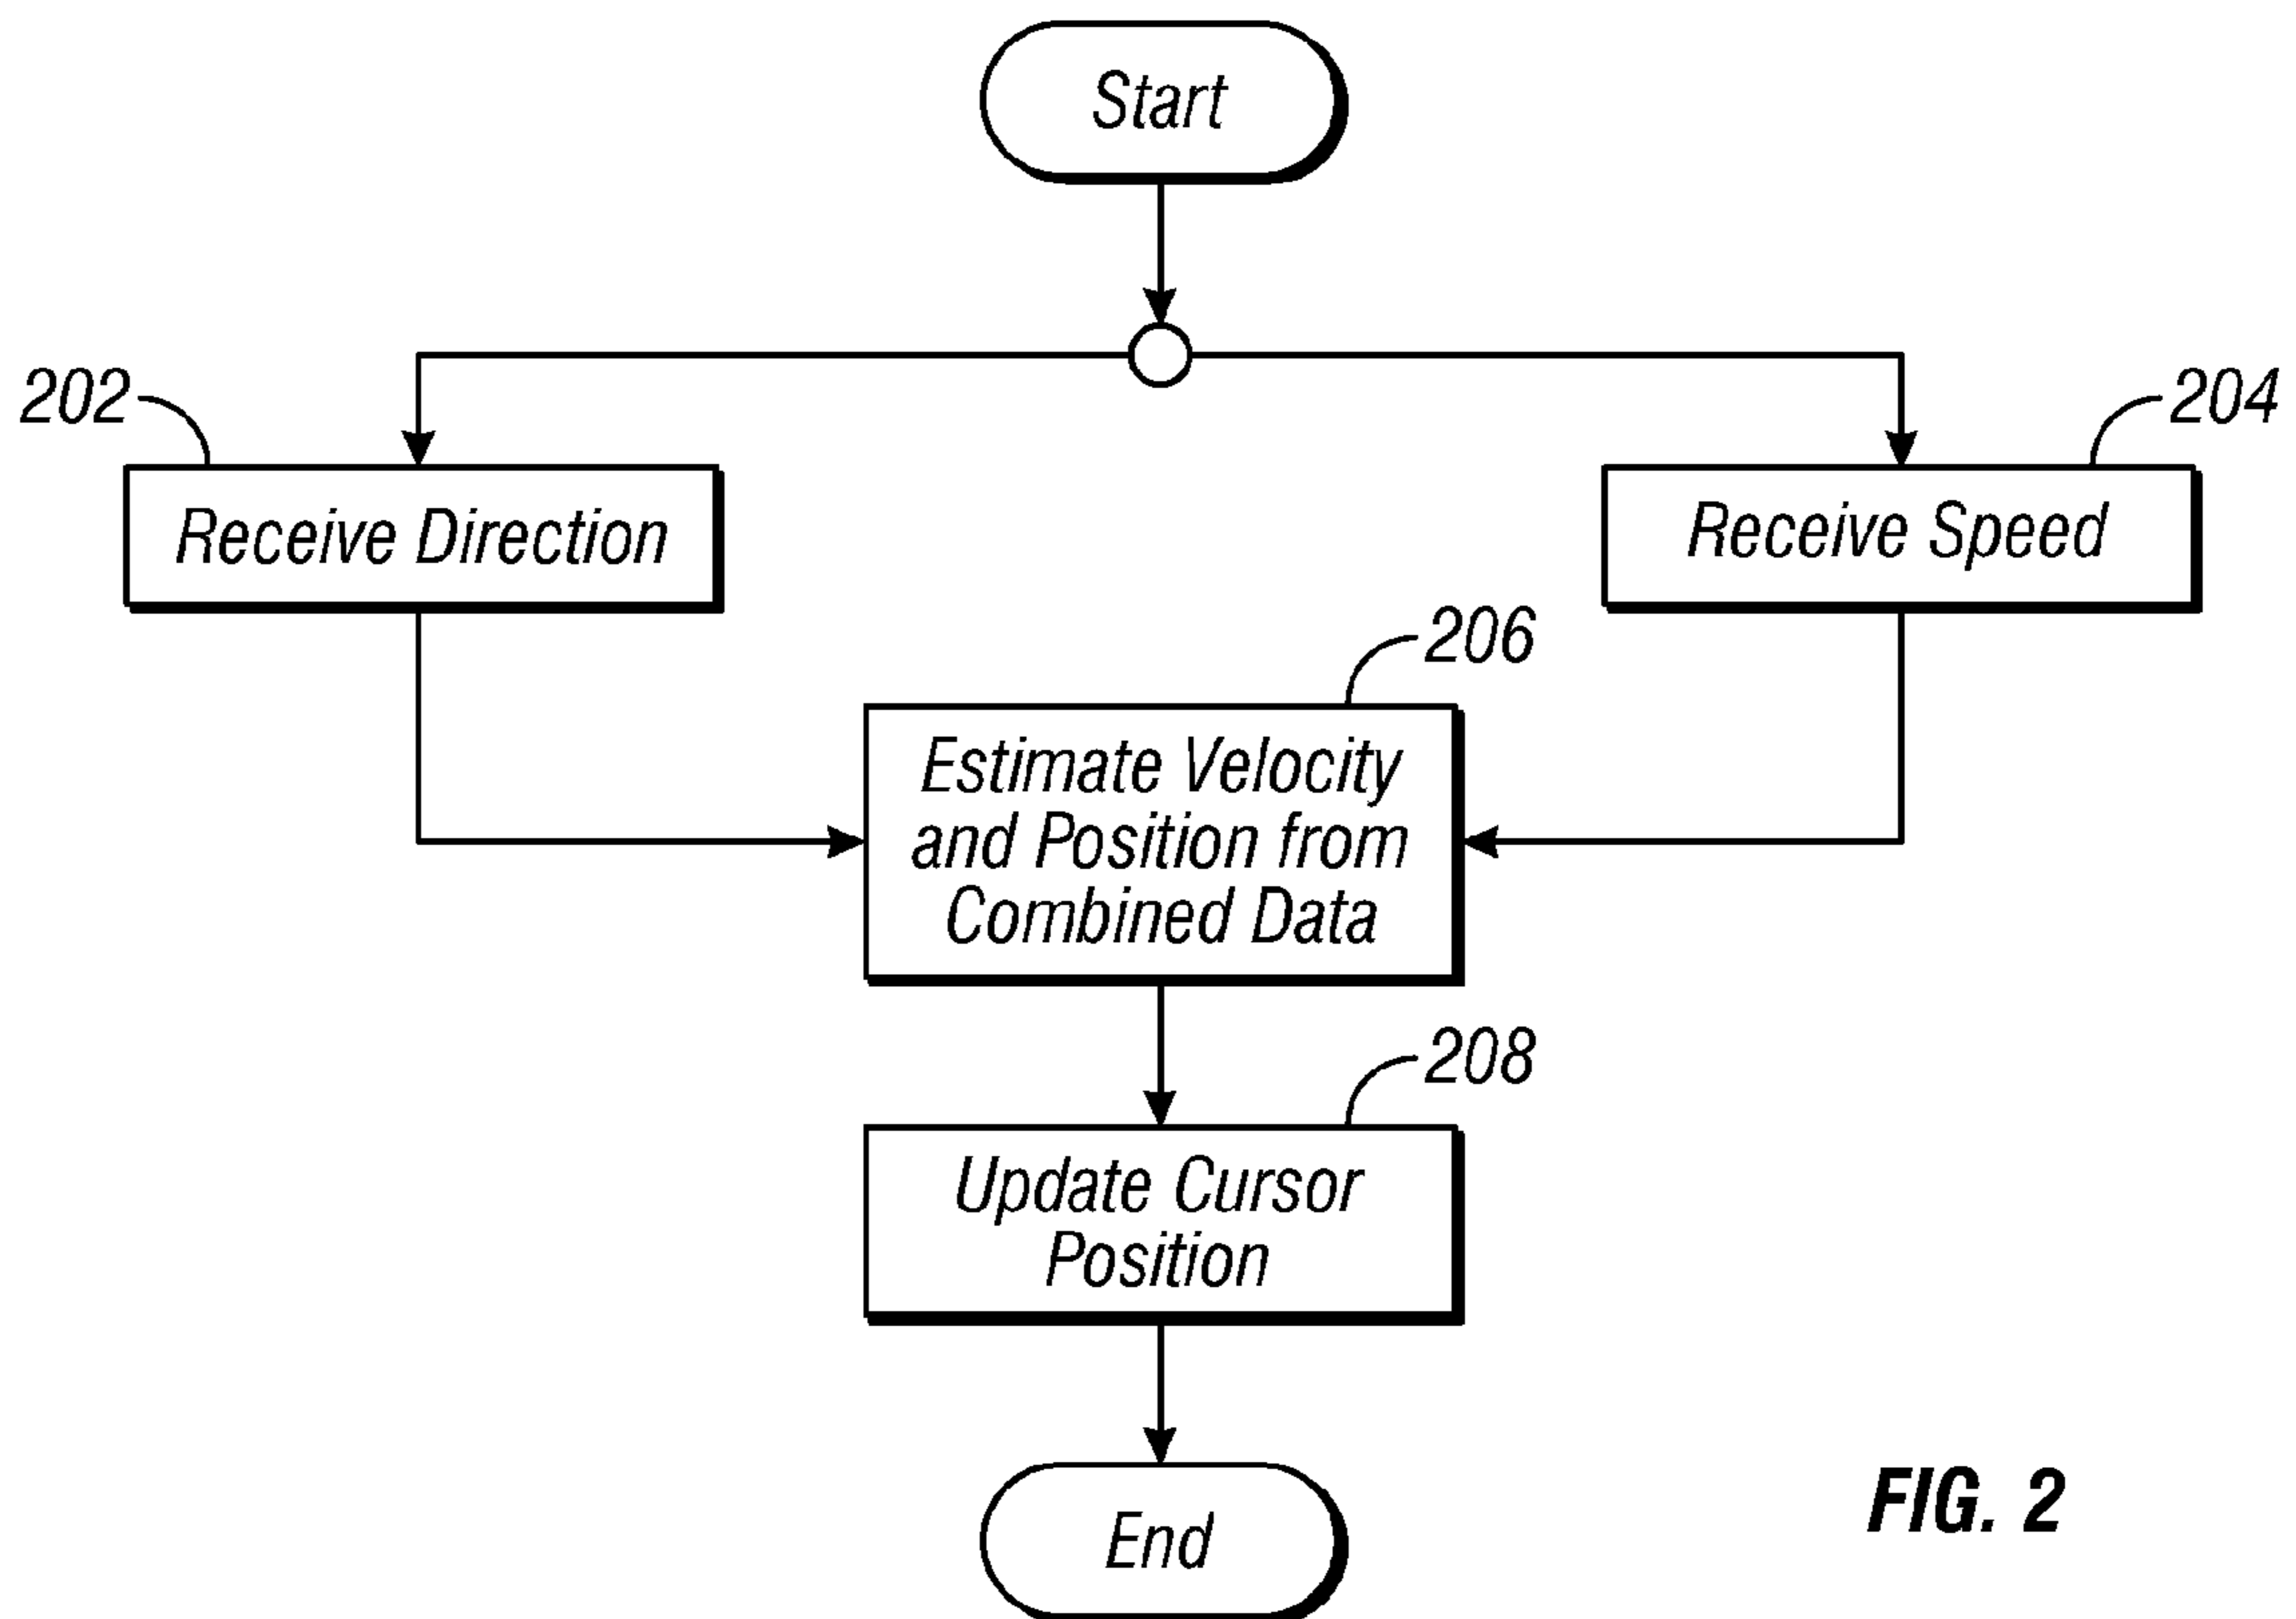 Start
202
204
Receive Direction
Receive Speed
206
Estimate Velocity
and Position from
Combined Data
208
Update Cursor
Position
End
FIG. 2